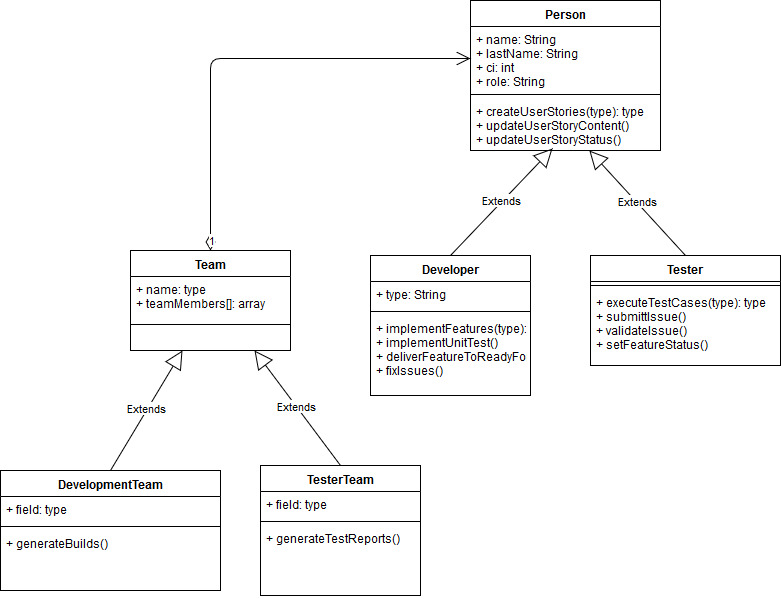 Person
+ name: String
+ lastName: String
+ ci: int
+ role: String
+ createUserStories(type): type
+ updateUserStoryContent()
+ updateUserStoryStatus()
Extends
Extends
1
Team
+ name: type
+ teamMembers[]: array
Developer
+ type: String
+ implementFeatures(type):
+ implementUnitTest()
+ deliverFeatureToReadyFo
+ fixIssues()
Tester
+ executeTestCases(type): type
+ submittIssue()
+ validateIssue()
+ setFeatureStatus()
Extends
Extends
DevelopmentTeam
+ field: type
+ generateBuilds()
TesterTeam
+ field: type
+ generateTestReports()